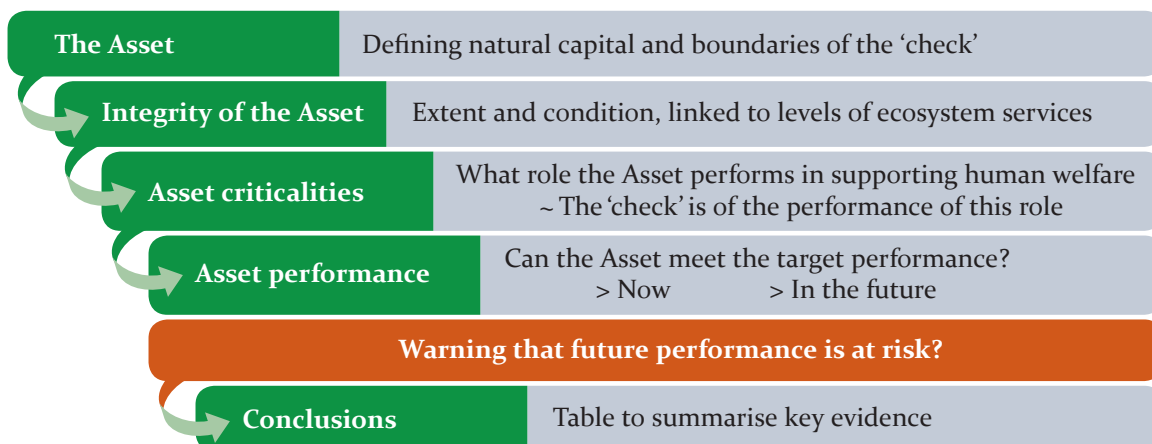 The Asset
Defining natural capital and boundaries of the ‘check’
Integrity of the Asset
Extent and condition, linked to levels of ecosystem services
Asset criticalities
What role the Asset performs in supporting human welfare
~ The ‘check’ is of the performance of this role
Asset performance
Can the Asset meet the target performance?
> Now > In the future
Warning that future performance is at risk?
Conclusions
Table to summarise key evidence